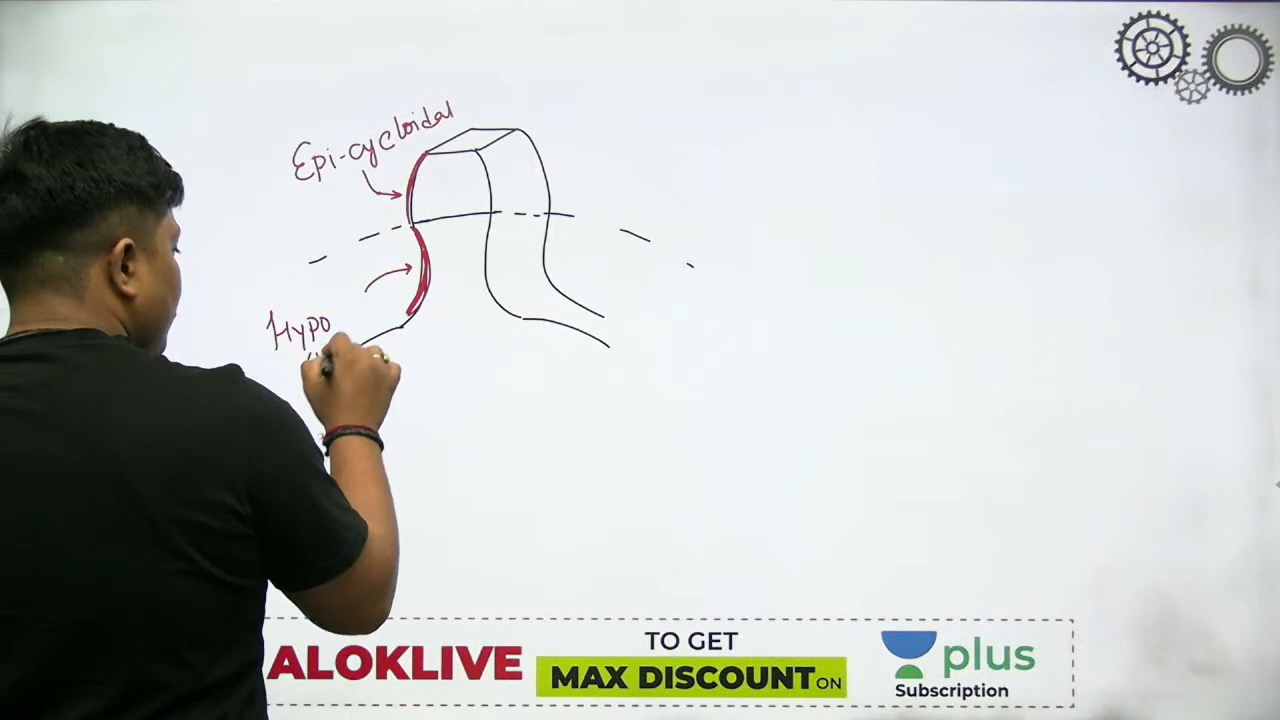 Epi-cycloidal
Hypo
ALOKLIVE
TO GET
MAX DISCOUNT ON
plus
Subscription